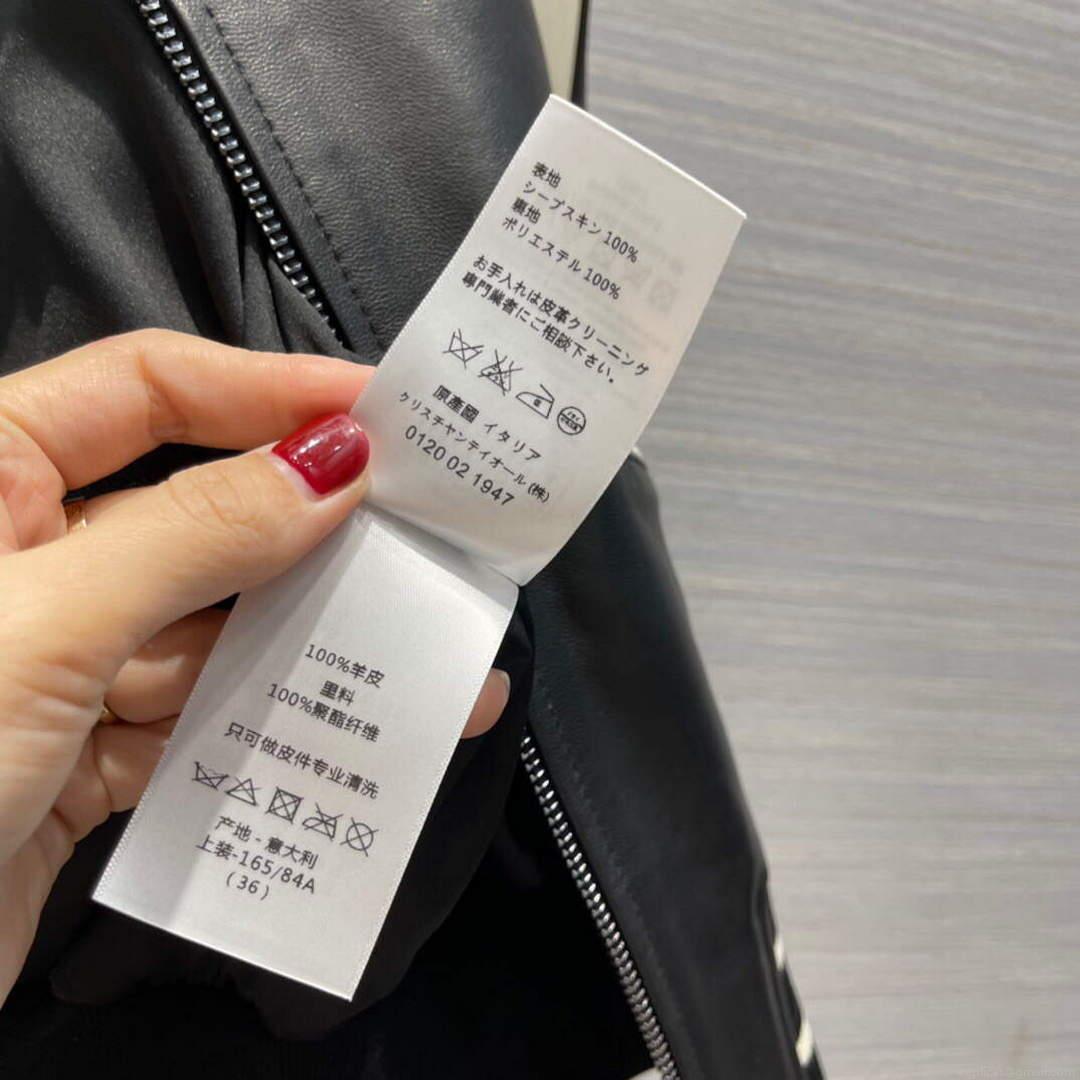 表地
シープスキン 100%
裏地
ポリエステル 100%
お手入れは皮革クリーニング
専門業者にご相談下さい。
原產國 イタリア
クリスチャンディオール (株)
0120 02 1947
100%羊皮
里料
100%聚酯纤维
只可做皮件专业清洗
产地 - 意大利
上装-165/84A
(36)